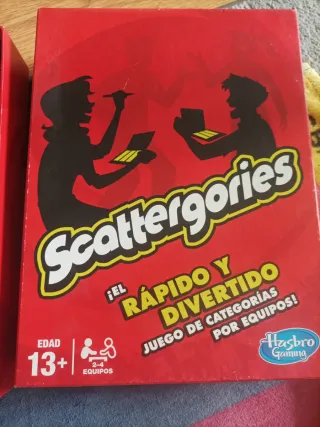 Scattergories
¡EL
RÁPIDO Y
DIVERTIDO
JUEGO DE CATEGORÍAS
POR EQUIPOS!
EDAD
13+
2-4
EQUIPOS
Hasbro
Gaming